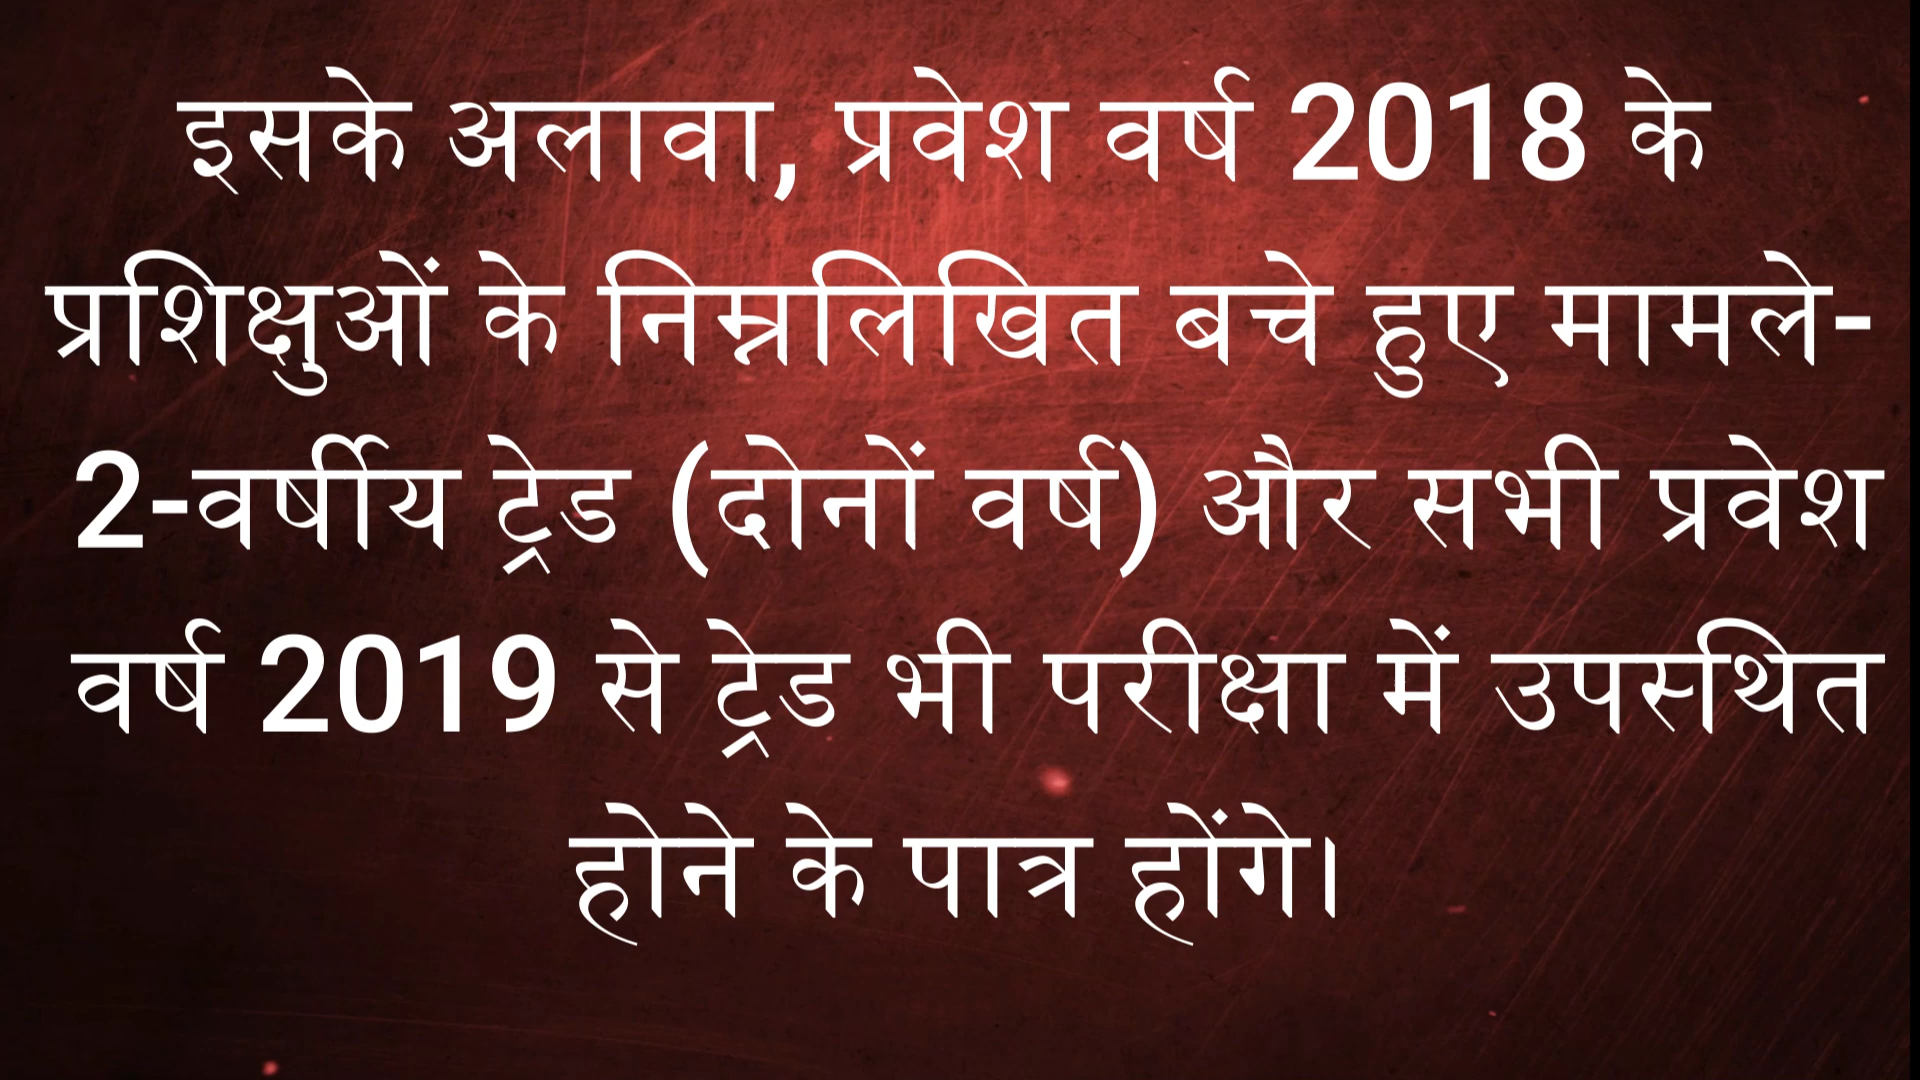 इसके अलावा, प्रवेश वर्ष 2018 के
प्रशिक्षुओं के निम्नलिखित बचे हुए मामले-
2-वर्षीय ट्रेड (दोनों वर्ष) और सभी प्रवेश
वर्ष 2019 से ट्रेड भी परीक्षा में उपस्थित
होने के पात्र होंगे।